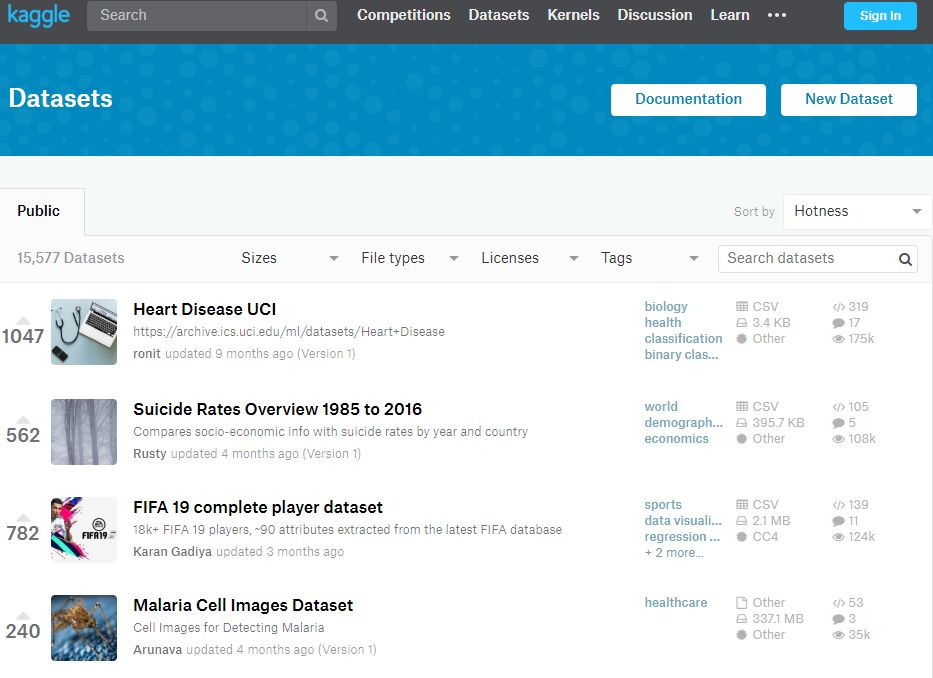 kaggle Search Competitions Datasets Kernels Discussion Learn Sign In
Datasets Documentation New Dataset
Public Sort by Hotness
15,577 Datasets Sizes File types Licenses Tags Search datasets
1047
Heart Disease UCI
https://archive.ics.uci.edu/ml/datasets/Heart+Disease
ronit updated 9 months ago (Version 1)
biology
health
classification
binary clas...
CSV
3.4 KB
Other
319
17
175k
562
Suicide Rates Overview 1985 to 2016
Compares socio-economic info with suicide rates by year and country
Rusty updated 4 months ago (Version 1)
world
demograph...
economics
CSV
395.7 KB
Other
105
5
108k
782
EA SPORTS
FIFA19
FIFA 19 complete player dataset
18k+ FIFA 19 players, ~90 attributes extracted from the latest FIFA database
Karan Gadiya updated 3 months ago
sports
data visuali...
regression ...
+ 2 more...
CSV
2.1 MB
CC4
139
11
124k
240
Malaria Cell Images Dataset
Cell Images for Detecting Malaria
Arunava updated 4 months ago (Version 1)
healthcare
Other
337.1 MB
Other
53
3
35k